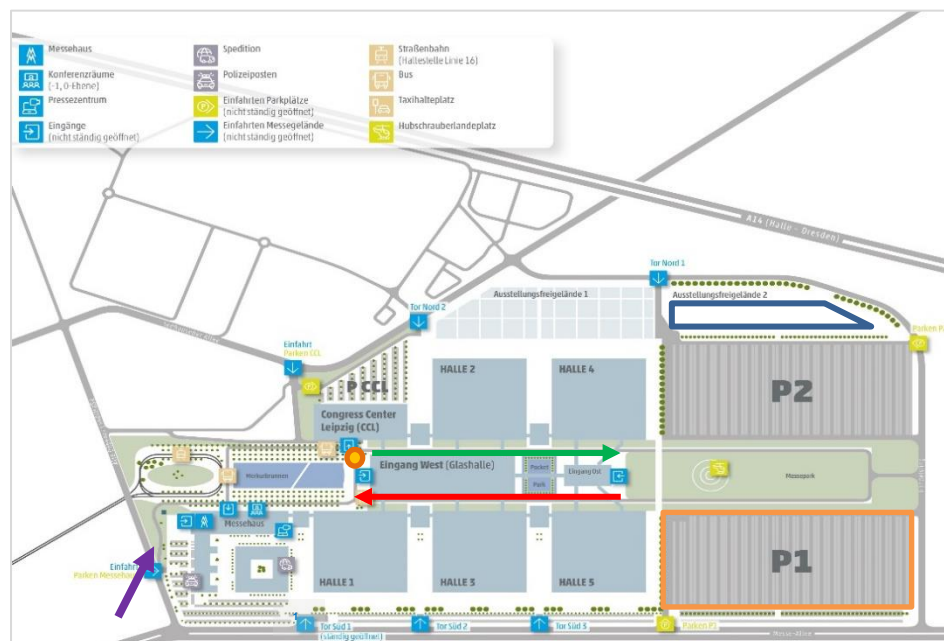 Messehaus
Konferenzräume
(-1, 0-Ebene)
Pressezentrum
Eingänge
(nicht ständig geöffnet)
Spedition
Polizeiposten
Einfahrten Parkplätze
(nicht ständig geöffnet)
Einfahrten Messegelände
(nicht ständig geöffnet)
Straßenbahn
(Haltestelle Linie 16)
Bus
Taxihalteplatz
Hubschrauberlandeplatz
A14 (Halle – Dresden)
Tor Nord 1
Ausstellungsfreigelände 1
Ausstellungsfreigelände 2
Tor Nord 2
Einfahrt
Parken CCL
HALLE 2
HALLE 4
P2
P CCL
Congress Center
Leipzig (CCL)
Eingang West (Glashalle)
Pocket
Park
Eingang Ost
Messepark
Messehaus
Einfahrt
Parken Messehaus
HALLE 1
HALLE 3
HALLE 5
P1
Tor Süd 1
(ständig geöffnet)
Tor Süd 2
Tor Süd 3
Parken P1
Messe-Allee